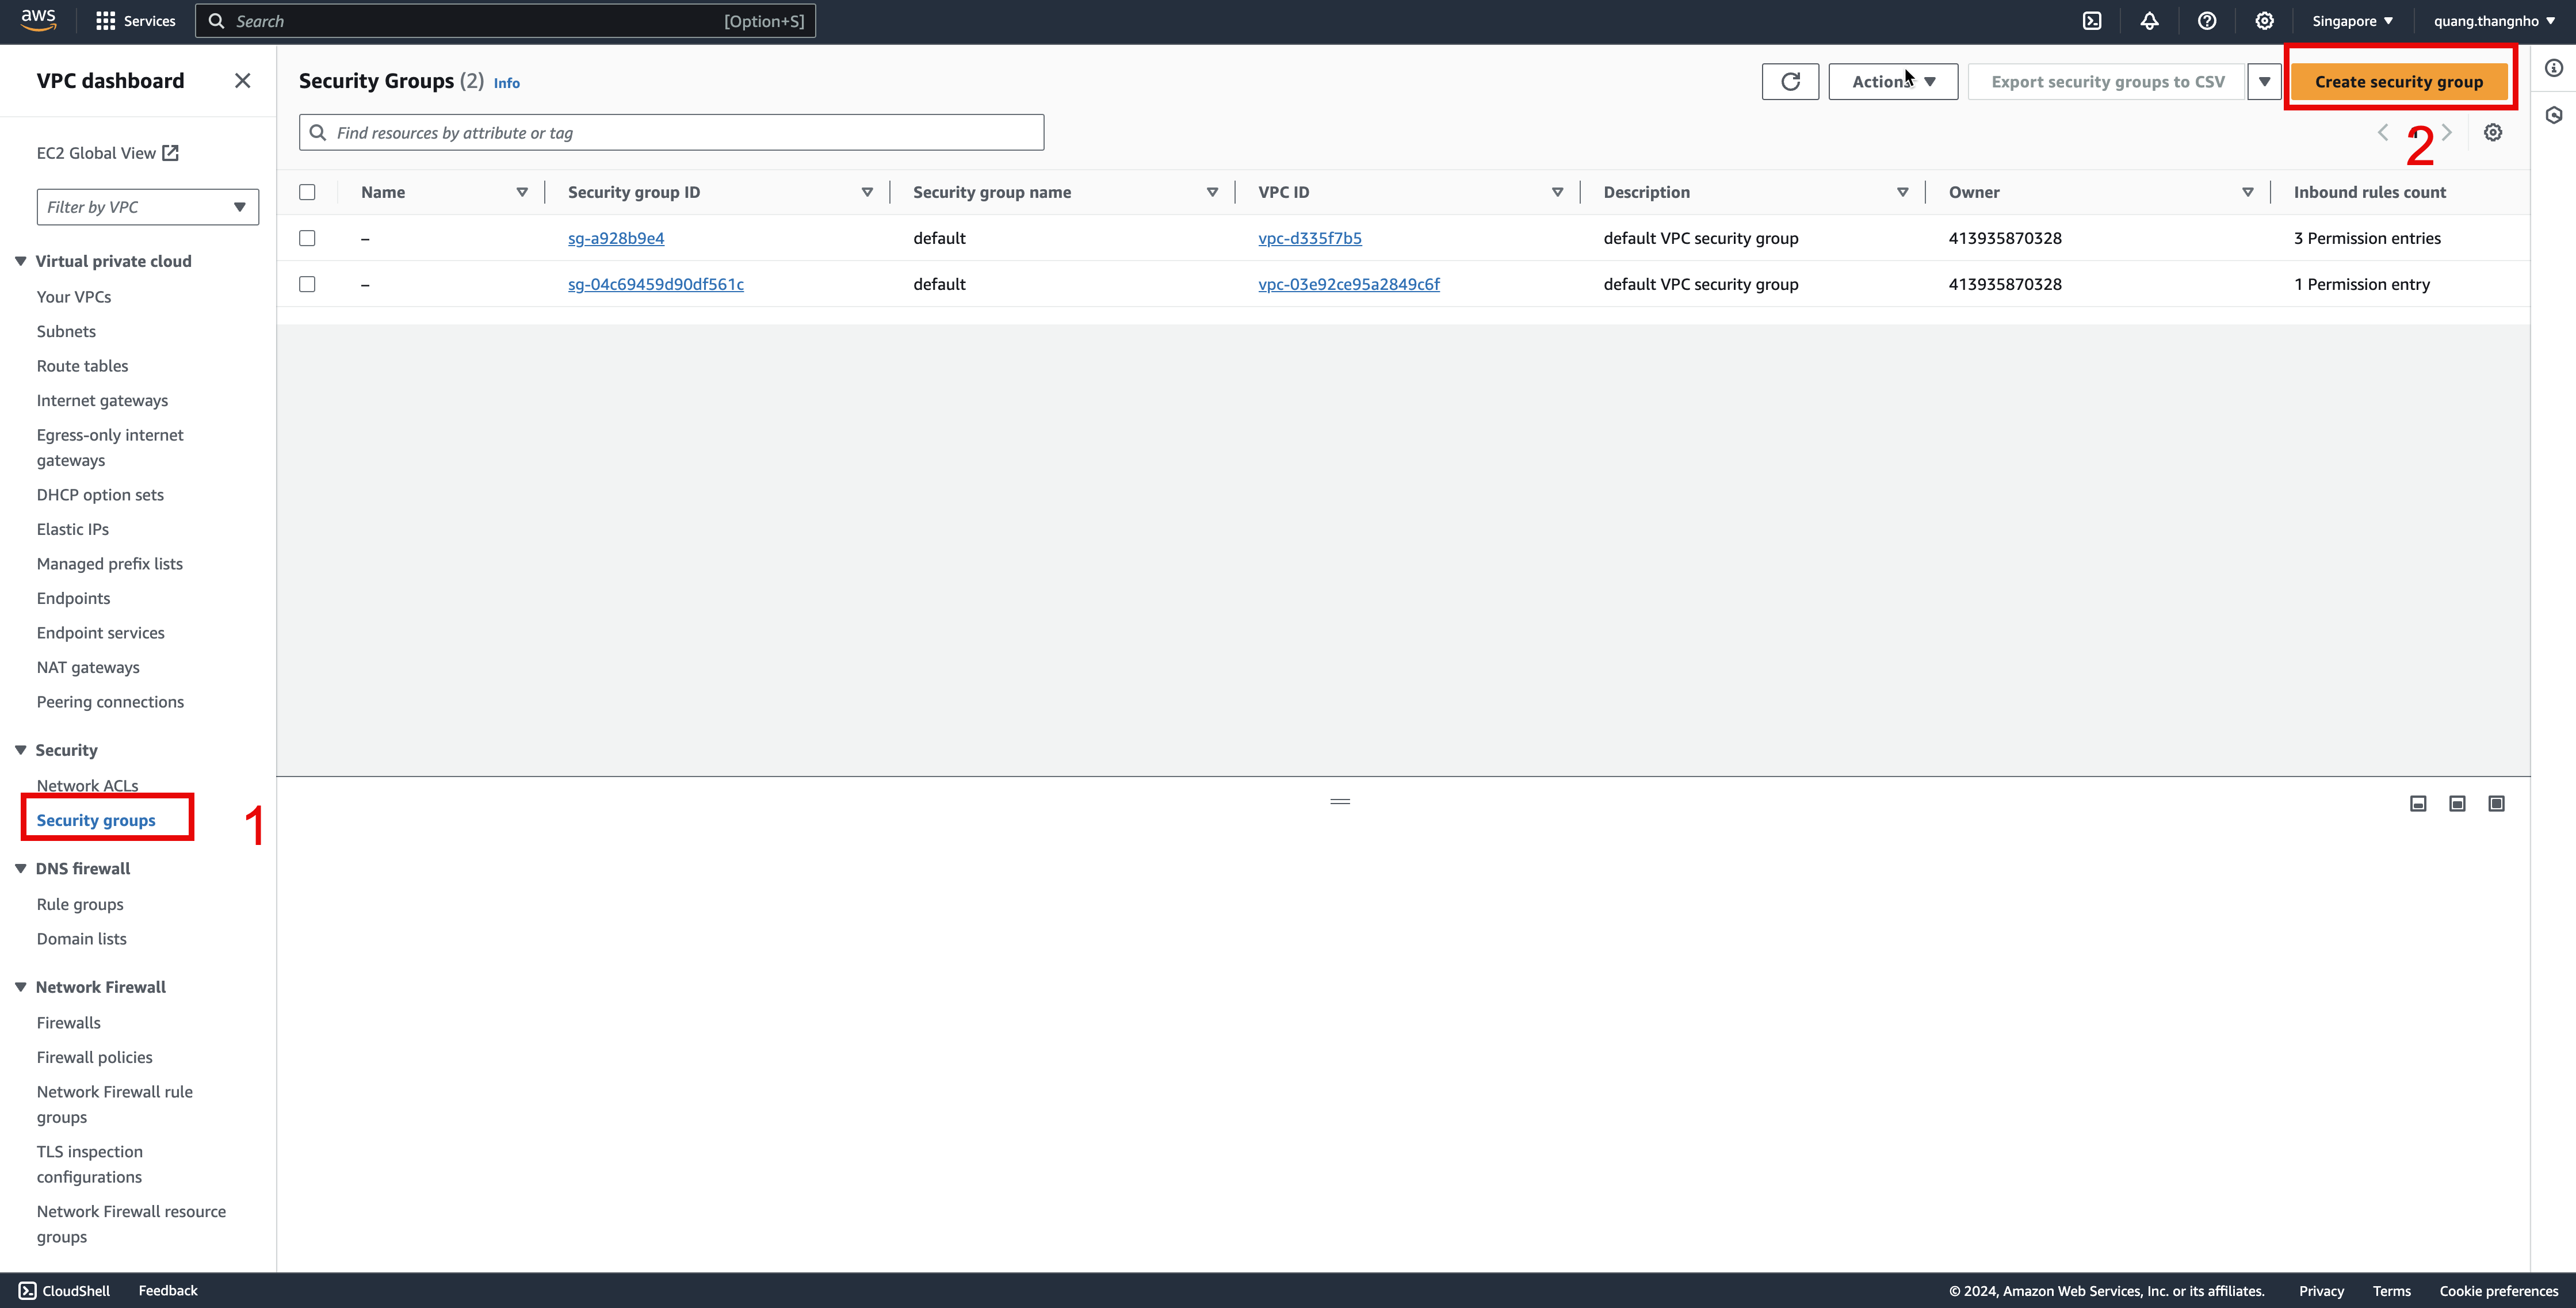 aws
Services
Search
[Option+S]
Singapore
quang.thangnho
VPC dashboard
EC2 Global View
Filter by VPC
Virtual private cloud
Your VPCs
Subnets
Route tables
Internet gateways
Egress-only internet
gateways
DHCP option sets
Elastic IPs
Managed prefix lists
Endpoints
Endpoint services
NAT gateways
Peering connections
Security
Network ACLs
Security groups
1
DNS firewall
Rule groups
Domain lists
Network Firewall
Firewalls
Firewall policies
Network Firewall rule
groups
TLS inspection
configurations
Network Firewall resource
groups
Security Groups (2) Info
Actions
Export security groups to CSV
Create security group
Find resources by attribute or tag
2
Name Security group ID Security group name VPC ID Description Owner Inbound rules count
– sg-a928b9e4 default vpc-d335f7b5 default VPC security group 413935870328 3 Permission entries
– sg-04c69459d90df561c default vpc-03e92ce95a2849c6f default VPC security group 413935870328 1 Permission entry
CloudShell Feedback © 2024, Amazon Web Services, Inc. or its affiliates. Privacy Terms Cookie preferences